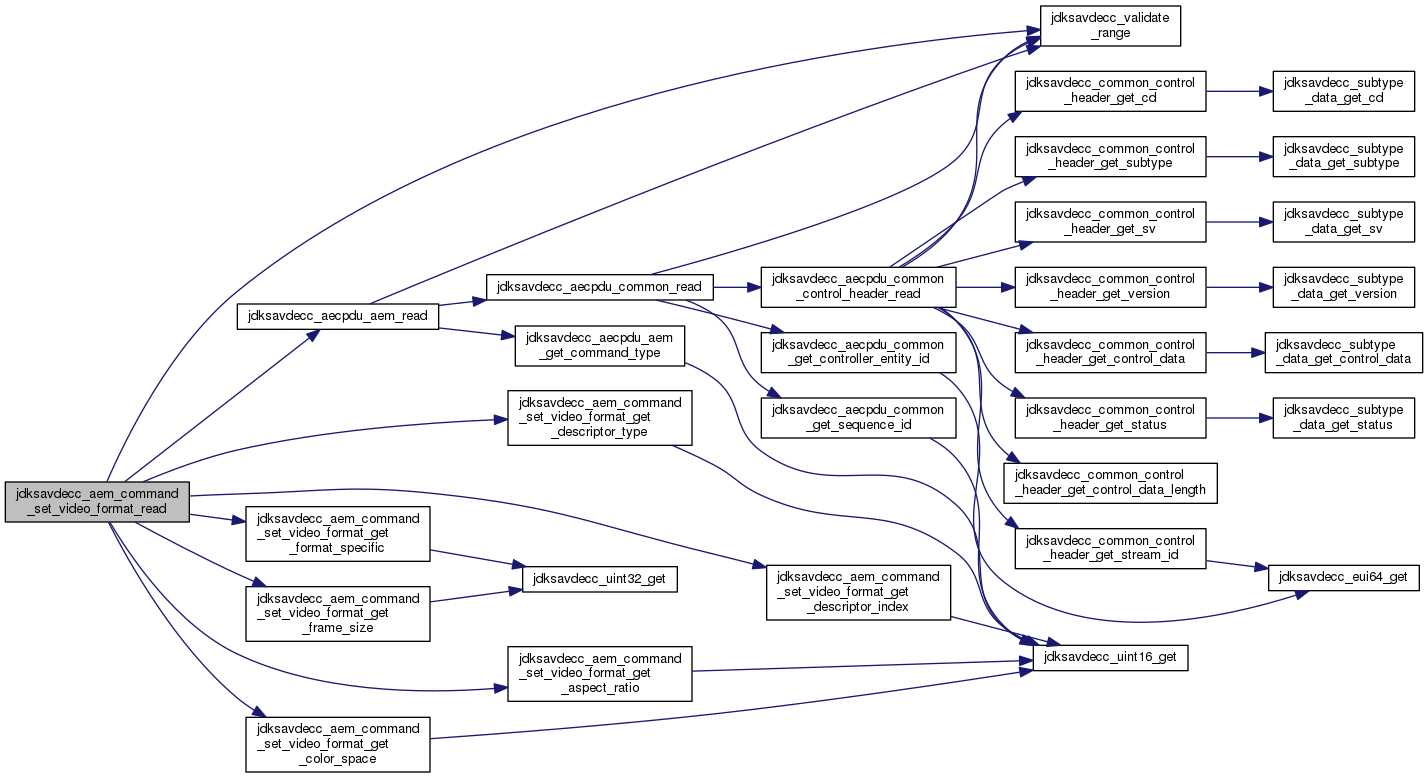 jdksavdecc_aem_command
_set_video_format_read
jdksavdecc_validate
_range
jdksavdecc_aecpdu_aem_read
jdksavdecc_aecpdu_common_read
jdksavdecc_aecpdu_common
_control_header_read
jdksavdecc_common_control
_header_get_cd
jdksavdecc_subtype
_data_get_cd
jdksavdecc_common_control
_header_get_subtype
jdksavdecc_subtype
_data_get_subtype
jdksavdecc_common_control
_header_get_sv
jdksavdecc_subtype
_data_get_sv
jdksavdecc_common_control
_header_get_version
jdksavdecc_subtype
_data_get_version
jdksavdecc_common_control
_header_get_control_data
jdksavdecc_subtype
_data_get_control_data
jdksavdecc_common_control
_header_get_status
jdksavdecc_subtype
_data_get_status
jdksavdecc_common_control
_header_get_control_data_length
jdksavdecc_common_control
_header_get_stream_id
jdksavdecc_eui64_get
jdksavdecc_aecpdu_common
_get_controller_entity_id
jdksavdecc_aecpdu_common
_get_sequence_id
jdksavdecc_aecpdu_aem
_get_command_type
jdksavdecc_aem_command
_set_video_format_get
_descriptor_type
jdksavdecc_aem_command
_set_video_format_get
_format_specific
jdksavdecc_uint32_get
jdksavdecc_aem_command
_set_video_format_get
_frame_size
jdksavdecc_aem_command
_set_video_format_get
_descriptor_index
jdksavdecc_uint16_get
jdksavdecc_aem_command
_set_video_format_get
_aspect_ratio
jdksavdecc_aem_command
_set_video_format_get
_color_space